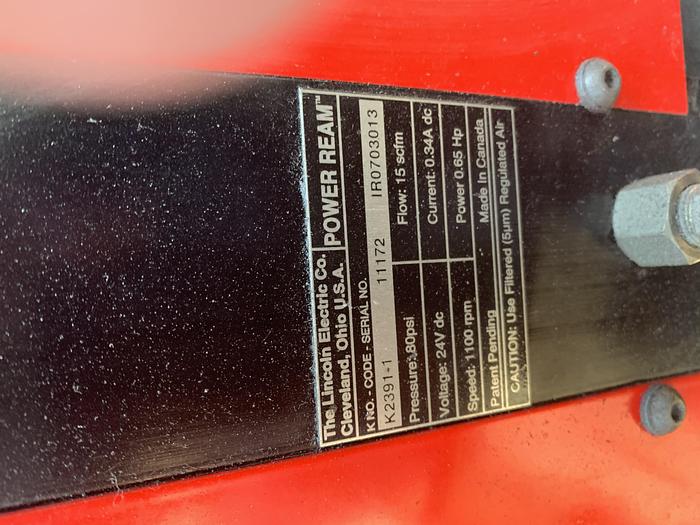 The Lincoln Electric Co.
Cleveland, Ohio U.S.A.
POWER REAM™
K NO. - CODE - SERIAL NO.
K2391-1 11172 IR0703013
Pressure: 80psi Flow: 15 scfm
Voltage: 24V dc Current: 0.34A dc
Speed: 1100 rpm Power 0.65 Hp
Patent Pending Made In Canada
CAUTION: Use Filtered (5µm) Regulated Air